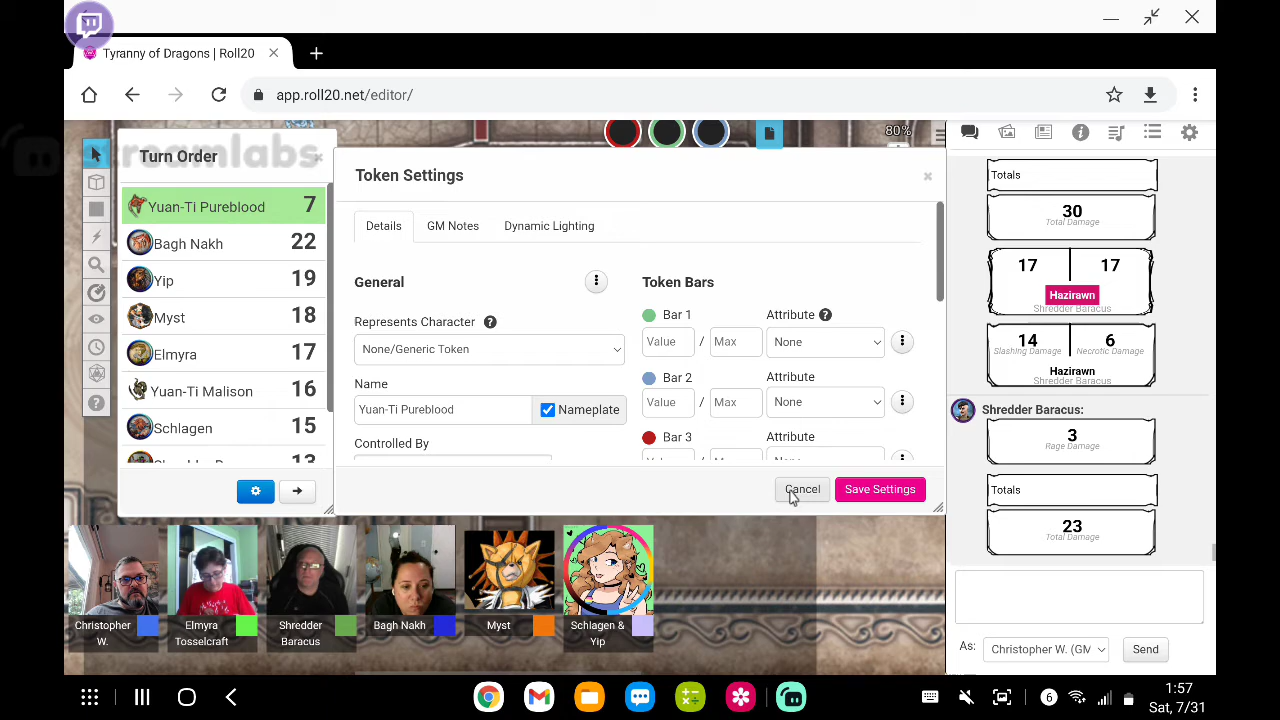 Tyranny of Dragons | Roll20
app.roll20.net/editor/
80%
Turn Order
Yuan-Ti Pureblood 7
Bagh Nakh 22
Yip 19
Myst 18
Elmyra 17
Yuan-Ti Malison 16
Schlagen 15
13
Token Settings
Details GM Notes Dynamic Lighting
General
Represents Character
None/Generic Token
Name
Yuan-Ti Pureblood Nameplate
Controlled By
Token Bars
Bar 1 Attribute
Value / Max None
Bar 2 Attribute
Value / Max None
Bar 3 Attribute
Cancel Save Settings
Totals
30
Total Damage
17 17
Hazirawn
Shredder Baracus
14 6
Slashing Damage Necrotic Damage
Hazirawn
Shredder Baracus
Shredder Baracus:
3
Rage Damage
Totals
23
Total Damage
As: Christopher W. (GM Send
Christopher W.
Elmyra Tosselcraft
Shredder Baracus
Bagh Nakh
Myst
Schlagen & Yip
6
1:57
Sat, 7/31